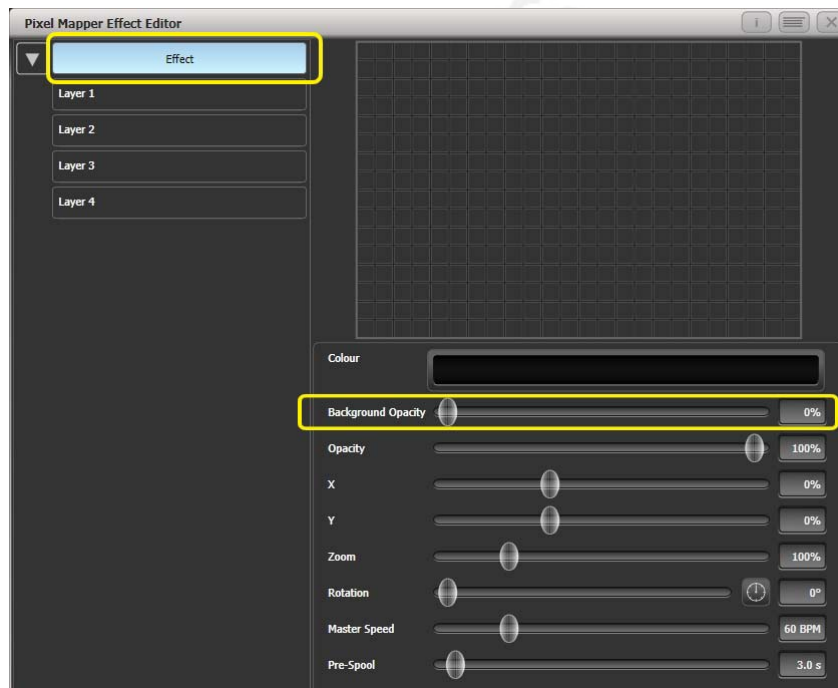 Pixel Mapper Effect Editor
Effect
Layer 1
Layer 2
Layer 3
Layer 4
Colour
Background Opacity 0%
Opacity 100%
X 0%
Y 0%
Zoom 100%
Rotation 0°
Master Speed 60 BPM
Pre-Spool 3.0 s